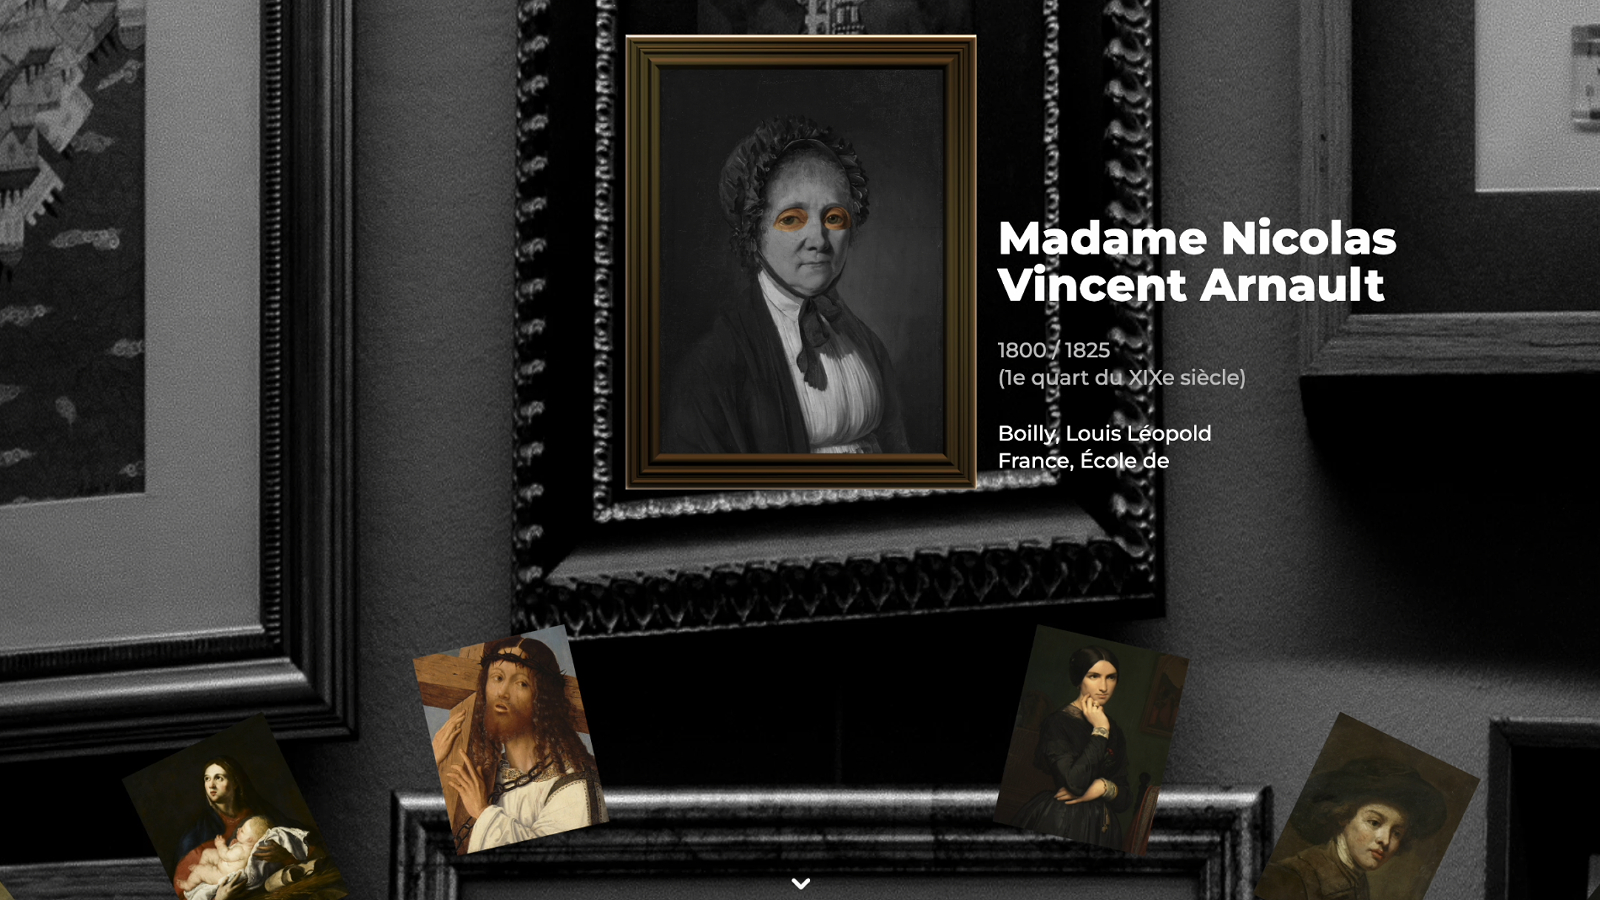 Madame Nicolas
Vincent Arnault
1800 / 1825
(1e quart du XIXe siècle)
Boilly, Louis Léopold
France, École de